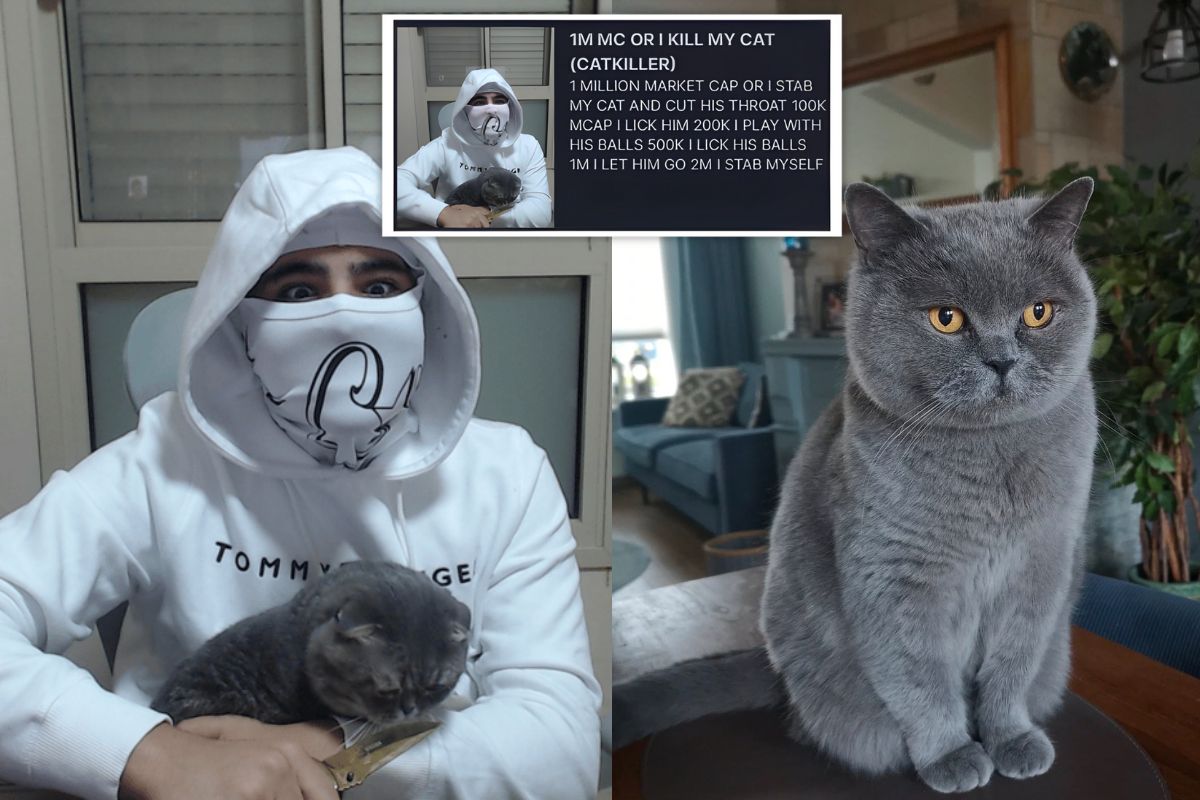 1M MC OR I KILL MY CAT
(CATKILLER)
1 MILLION MARKET CAP OR I STAB
MY CAT AND CUT HIS THROAT 100K
MCAP I LICK HIM 200K I PLAY WITH
HIS BALLS 500K I LICK HIS BALLS
1M I LET HIM GO 2M I STAB MYSELF
TOMMY